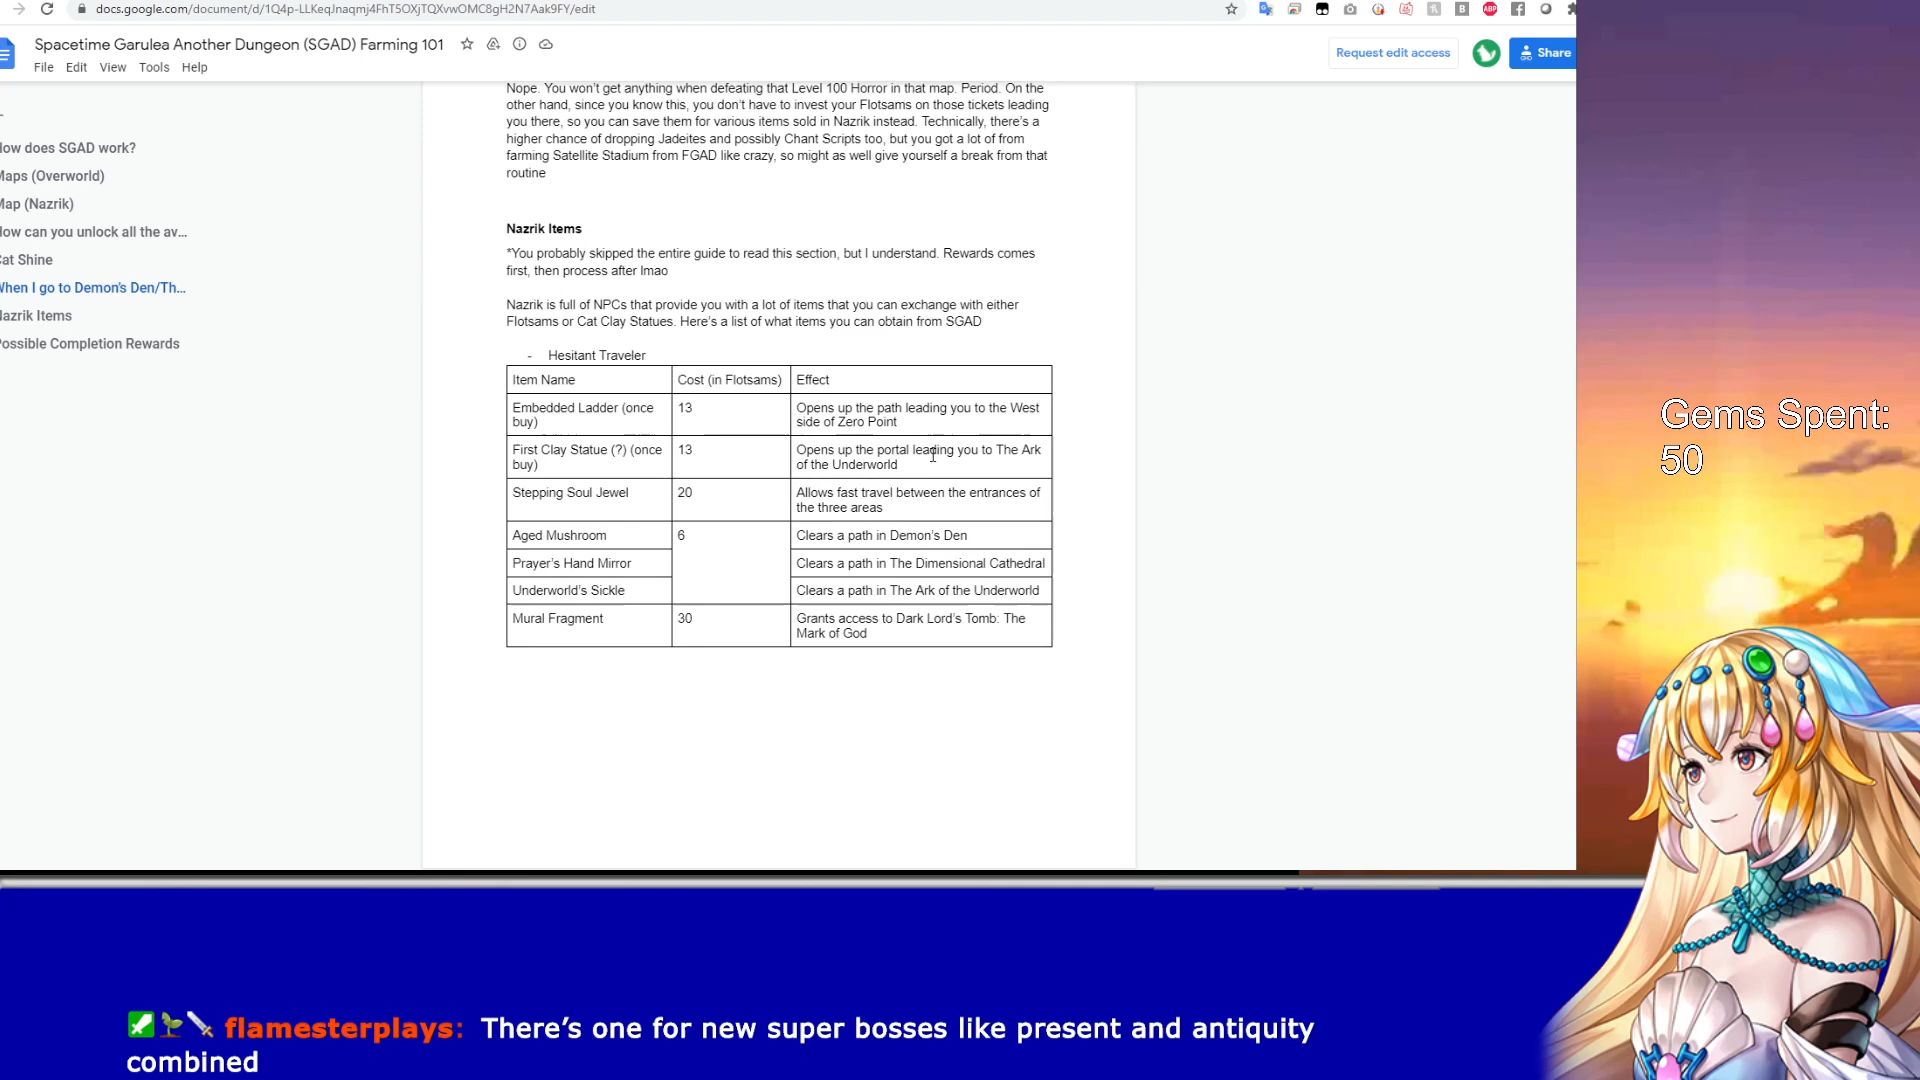 docs.google.com/document/d/1Q4p-LLKeqJnaqmj4FhT5OXjTQXvwOMC8gH2N7Aak9FY/edit
Spacetime Garulea Another Dungeon (SGAD) Farming 101
File Edit View Tools Help
Request edit access
Share
ow does SGAD work?
Maps (Overworld)
Map (Nazrik)
ow can you unlock all the av...
at Shine
When I go to Demon's Den/Th...
azrik Items
ossible Completion Rewards
Nope. You won't get anything when defeating that Level 100 Horror in that map. Period. On the
other hand, since you know this, you don't have to invest your Flotsams on those tickets leading
you there, so you can save them for various items sold in Nazrik instead. Technically, there's a
higher chance of dropping Jadeites and possibly Chant Scripts too, but you got a lot of from
farming Satellite Stadium from FGAD like crazy, so might as well give yourself a break from that
routine
Nazrik Items
*You probably skipped the entire guide to read this section, but I understand. Rewards comes
first, then process after lmao
Nazrik is full of NPCs that provide you with a lot of items that you can exchange with either
Flotsams or Cat Clay Statues. Here's a list of what items you can obtain from SGAD
- Hesitant Traveler
Item Name Cost (in Flotsams) Effect
Embedded Ladder (once buy) 13 Opens up the path leading you to the West side of Zero Point
First Clay Statue (?) (once buy) 13 Opens up the portal leading you to The Ark of the Underworld
Stepping Soul Jewel 20 Allows fast travel between the entrances of the three areas
Aged Mushroom 6 Clears a path in Demon's Den
Prayer's Hand Mirror Clears a path in The Dimensional Cathedral
Underworld's Sickle Clears a path in The Ark of the Underworld
Mural Fragment 30 Grants access to Dark Lord's Tomb: The Mark of God
Gems Spent:
50
flamesterplays: There's one for new super bosses like present and antiquity
combined